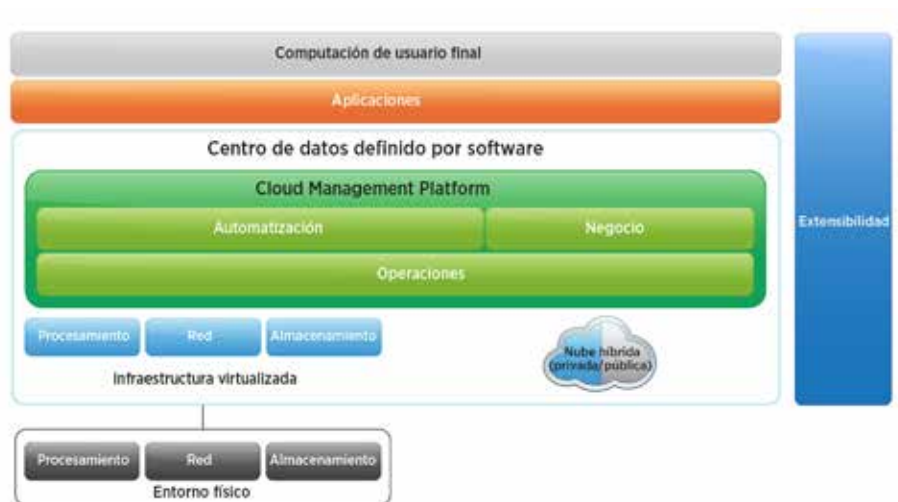 Computación de usuario final
Aplicaciones
Centro de datos definido por software
Cloud Management Platform
Automatización
Negocio
Operaciones
Procesamiento
Red
Almacenamiento
Infraestructura virtualizada
Nube híbrida
(privada/pública)
Extensibilidad
Procesamiento
Red
Almacenamiento
Entorno físico